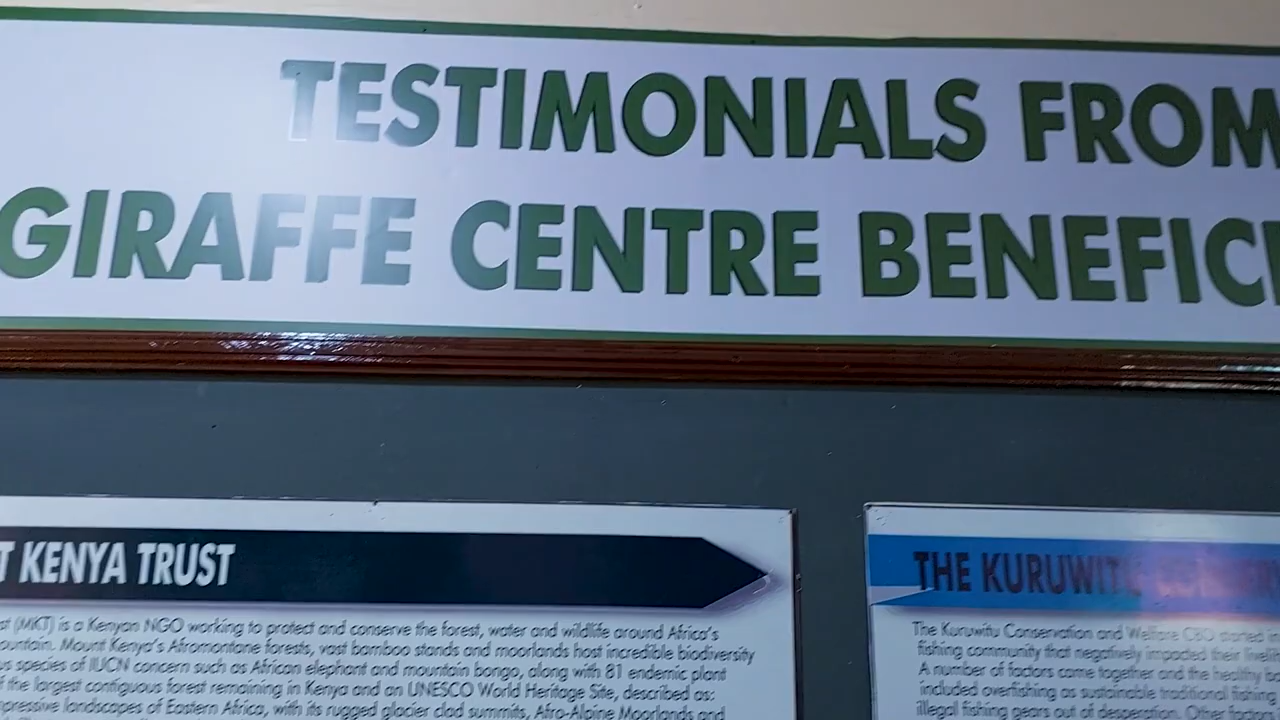 TESTIMONIALS FROM
GIRAFFE CENTRE BENEFICI
T KENYA TRUST
st (MKT) is a Kenyan NGO working to protect and conserve the forest, water and wildlife around Africa's
ountain. Mount Kenya's Afromontane forests, vast bamboo stands and moorlands host incredible biodiversity
us species of IUCN concern such as African elephant and mountain bongo, along with 81 endemic plant
f the largest contiguous forest remaining in Kenya and an UNESCO World Heritage Site, described as:
pressive landscapes of Eastern Africa, with its rugged glacier clad summits, Afro-Alpine Moorlands and
THE KURUWITU
The Kuruwitu Conservation and Welfare CBO started in
fishing community that negatively impacted their liveli
A number of factors came together and the healthy
included overfishing as sustainable traditional fishing
illegal fishing gears out of desperation. Other factors